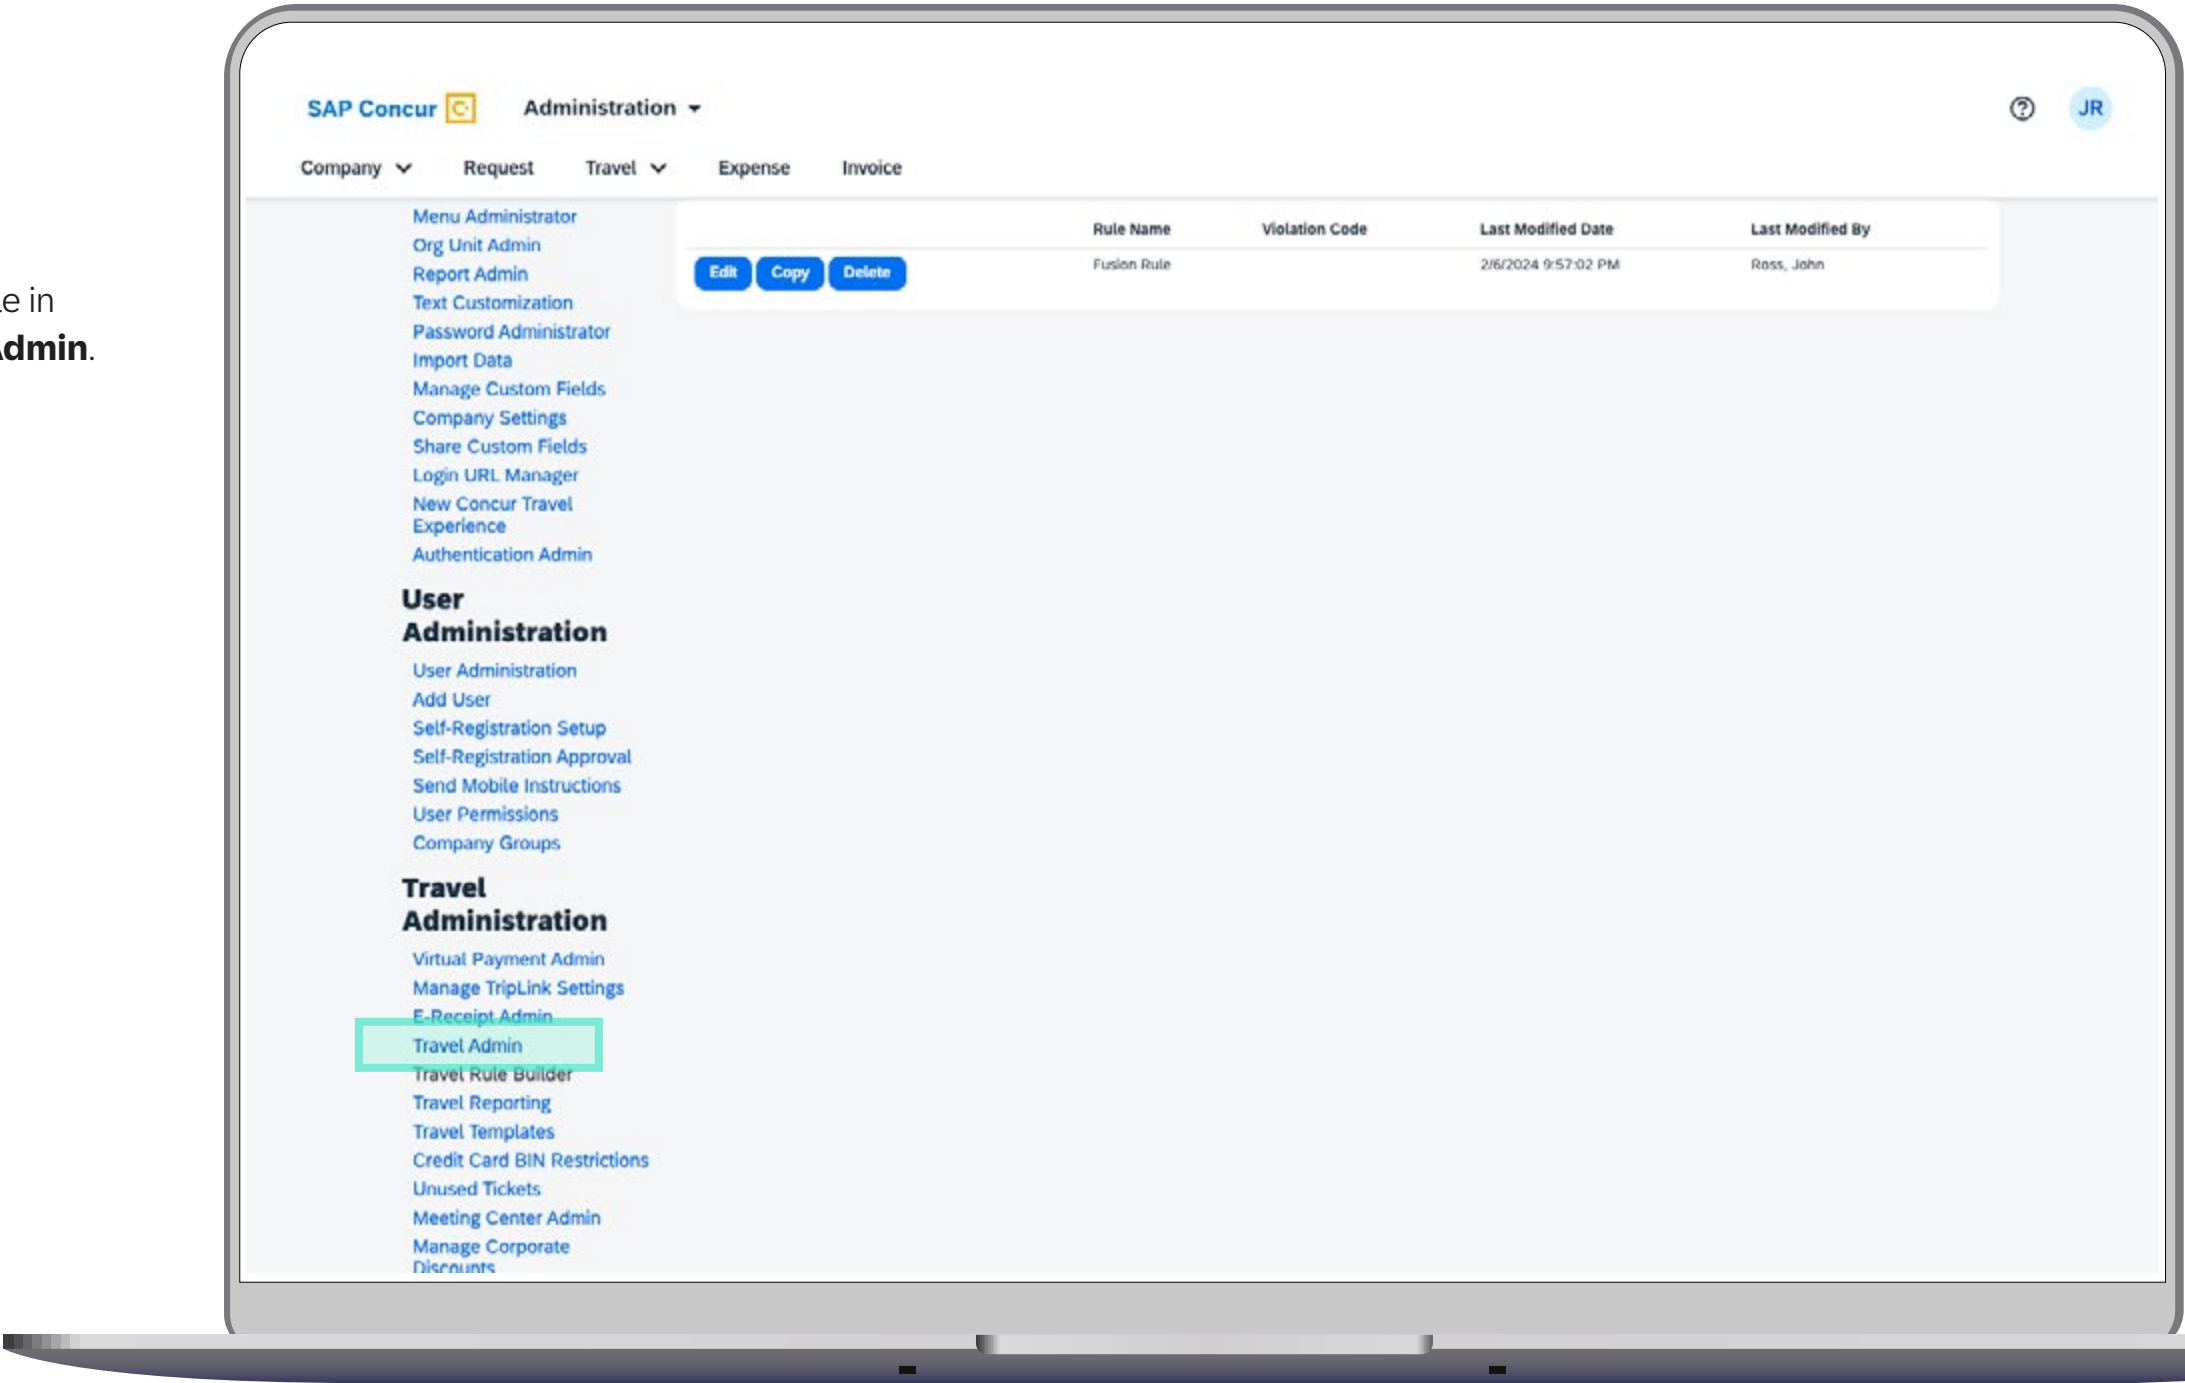 e in
Admin.
SAP Concur C Administration
JR
Company Request Travel Expense Invoice
Menu Administrator
Org Unit Admin
Report Admin
Text Customization
Password Administrator
Import Data
Manage Custom Fields
Company Settings
Share Custom Fields
Login URL Manager
New Concur Travel
Experience
Authentication Admin
User
Administration
User Administration
Add User
Self-Registration Setup
Self-Registration Approval
Send Mobile Instructions
User Permissions
Company Groups
Travel
Administration
Virtual Payment Admin
Manage TripLink Settings
E-Receipt Admin
Travel Admin
Travel Rule Builder
Travel Reporting
Travel Templates
Credit Card BIN Restrictions
Unused Tickets
Meeting Center Admin
Manage Corporate
Discounts
Rule Name Violation Code Last Modified Date Last Modified By
Edit Copy Delete Fusion Rule 2/6/2024 9:57:02 PM Ross, John